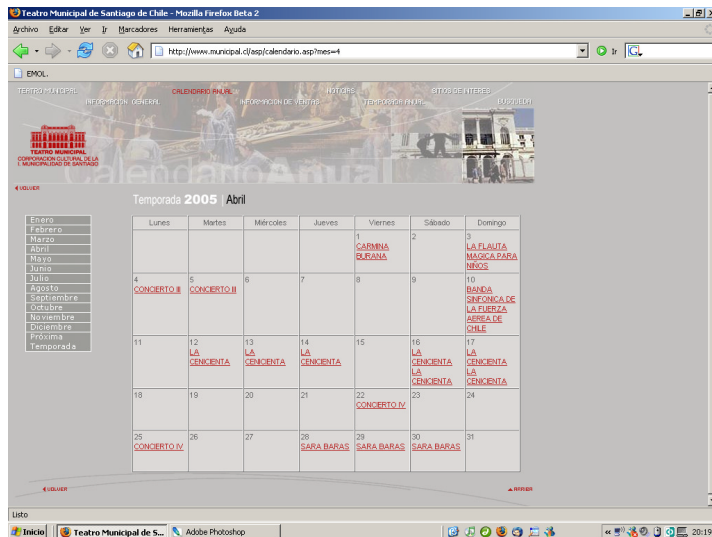 Teatro Municipal de Santiago de Chile - Mozilla Firefox Beta 2
Archivo Editar Ver Ir Marcadores Herramientas Ayuda
http://www.municipal.cl/asp/calendario.asp?mes=4 Ir
EMOL.
TEATRO MUNICIPAL CALENDARIO ANUAL NOTICIAS SITIOS DE INTERES
INFORMACION GENERAL INFORMACION DE VENTAS TEMPORADA ANUAL BUSQUEDA
TEATRO MUNICIPAL
CORPORACION CULTURAL DE LA
I. MUNICIPALIDAD DE SANTIAGO
CalendarioAnual
VOLVER
Temporada 2005 | Abril
Enero
Febrero
Marzo
Abril
Mayo
Junio
Julio
Agosto
Septiembre
Octubre
Noviembre
Diciembre
Próxima
Temporada
Lunes Martes Miércoles Jueves Viernes Sábado Domingo
1 2 3
CARMINA LA FLAUTA
BURANA MAGICA PARA
NIÑOS
4 5 6 7 8 9 10
CONCIERTO III CONCIERTO III BANDA
SINFONICA DE
LA FUERZA
AEREA DE
CHILE
11 12 13 14 15 16 17
LA LA LA LA LA
CENICIENTA CENICIENTA CENICIENTA CENICIENTA CENICIENTA
LA LA
CENICIENTA CENICIENTA
18 19 20 21 22 23 24
CONCIERTO IV
25 26 27 28 29 30 31
CONCIERTO IV SARA BARAS SARA BARAS SARA BARAS
VOLVER ARRIBA
Listo
Inicio Teatro Municipal de S... Adobe Photoshop 20:19